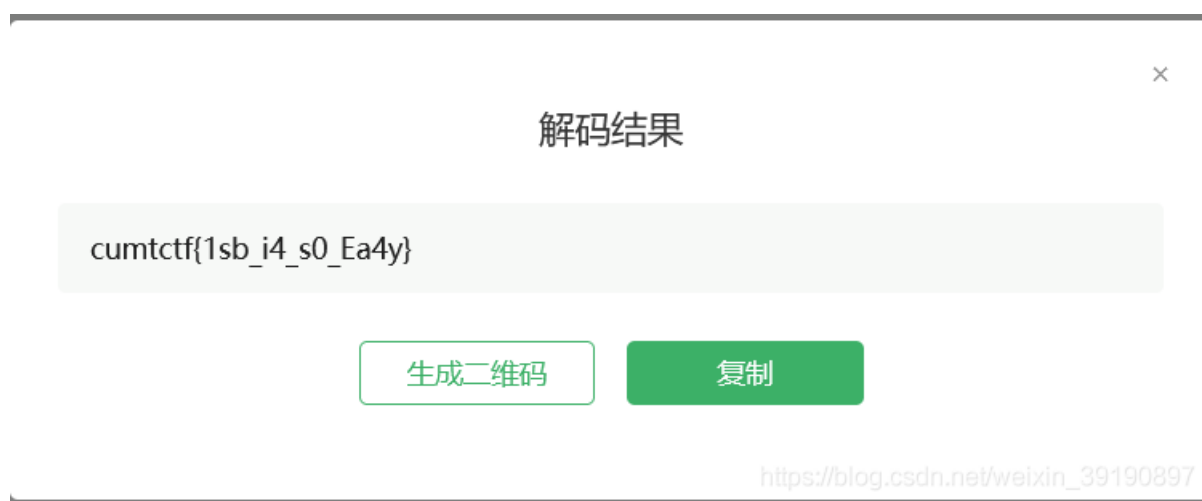 ×
解码结果
cumtctf{1sb_i4_s0_Ea4y}
生成二维码 复制
https://blog.csdn.net/weixin_39190897